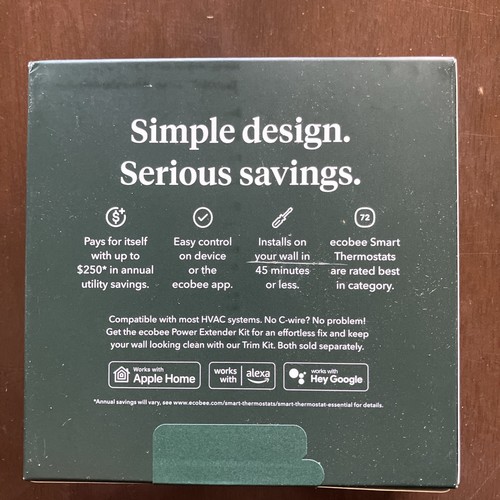 Simple design.
Serious savings.
Pays for itself
with up to
$250* in annual
utility savings.
Easy control
on device
or the
ecobee app.
Installs on
your wall in
45 minutes
or less.
72
ecobee Smart
Thermostats
are rated best
in category.
Compatible with most HVAC systems. No C-wire? No problem!
Get the ecobee Power Extender Kit for an effortless fix and keep
your wall looking clean with our Trim Kit. Both sold separately.
Works with
Apple Home
works
with
alexa
works with
Hey Google
*Annual savings will vary, see www.ecobee.com/smart-thermostats/smart-thermostat-essential for details.